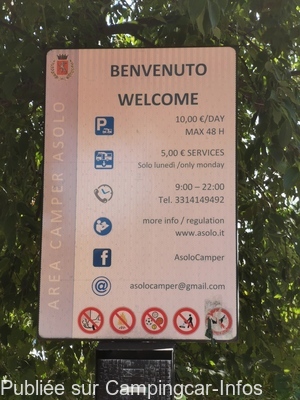 BENVENUTO
WELCOME
AREA CAMPER ASOLO
10,00 €/DAY
MAX 48 H
5,00 € SERVICES
Solo lunedì /only monday
9:00 – 22:00
Tel. 3314149492
more info / regulation
www.asolo.it
AsoloCamper
asolocamper@gmail.com
Publiée sur Campingcar-Infos